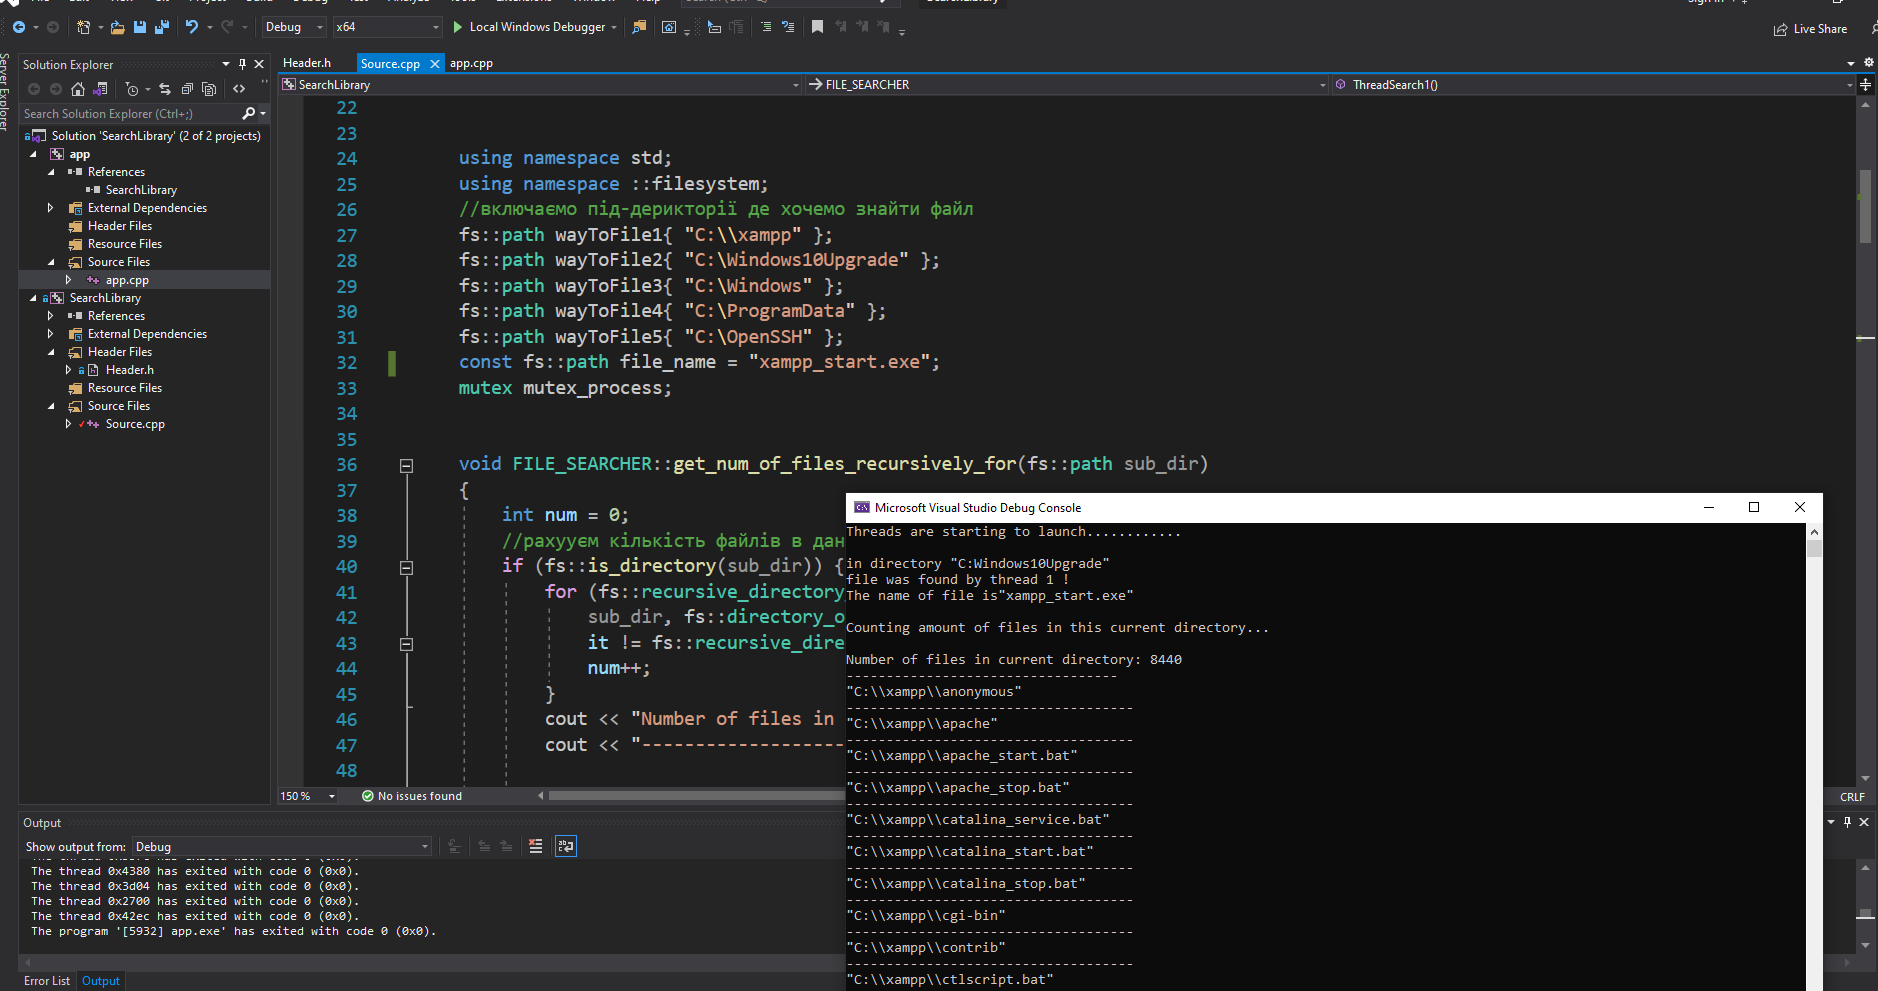 SearchLibrary
Debug
x64
Local Windows Debugger
Live Share
Server Explorer
Solution Explorer
Search Solution Explorer (Ctrl+;)
Solution 'SearchLibrary' (2 of 2 projects)
app
References
SearchLibrary
External Dependencies
Header Files
Resource Files
Source Files
app.cpp
SearchLibrary
References
External Dependencies
Header Files
Header.h
Resource Files
Source Files
Source.cpp
Header.h
Source.cpp
app.cpp
SearchLibrary
FILE_SEARCHER
ThreadSearch1()
22
23
24 using namespace std;
25 using namespace ::filesystem;
26 //включаємо під-дерикторії де хочемо знайти файл
27 fs::path wayToFile1{ "C:\\xampp" };
28 fs::path wayToFile2{ "C:\Windows10Upgrade" };
29 fs::path wayToFile3{ "C:\Windows" };
30 fs::path wayToFile4{ "C:\ProgramData" };
31 fs::path wayToFile5{ "C:\OpenSSH" };
32 const fs::path file_name = "xampp_start.exe";
33 mutex mutex_process;
34
35
36 void FILE_SEARCHER::get_num_of_files_recursively_for(fs::path sub_dir)
37 {
38 int num = 0;
39 //рахууєм кількість файлів в дан
40 if (fs::is_directory(sub_dir)) {
41 for (fs::recursive_directory
42 sub_dir, fs::directory_o
43 it != fs::recursive_dire
44 num++;
45 }
46 cout << "Number of files in
47 cout << "-------------------
48
150 %
No issues found
CRLF
Output
Show output from: Debug
The thread 0x4380 has exited with code 0 (0x0).
The thread 0x3d04 has exited with code 0 (0x0).
The thread 0x2700 has exited with code 0 (0x0).
The thread 0x42ec has exited with code 0 (0x0).
The program '[5932] app.exe' has exited with code 0 (0x0).
Error List
Output
Microsoft Visual Studio Debug Console
Threads are starting to launch............
in directory "C:Windows10Upgrade"
file was found by thread 1 !
The name of file is"xampp_start.exe"
Counting amount of files in this current directory...
Number of files in current directory: 8440
----------------------------------
"C:\\xampp\\anonymous"
------------------------------------
"C:\\xampp\\apache"
------------------------------------
"C:\\xampp\\apache_start.bat"
------------------------------------
"C:\\xampp\\apache_stop.bat"
------------------------------------
"C:\\xampp\\catalina_service.bat"
------------------------------------
"C:\\xampp\\catalina_start.bat"
------------------------------------
"C:\\xampp\\catalina_stop.bat"
------------------------------------
"C:\\xampp\\cgi-bin"
------------------------------------
"C:\\xampp\\contrib"
------------------------------------
"C:\\xampp\\ctlscript.bat"